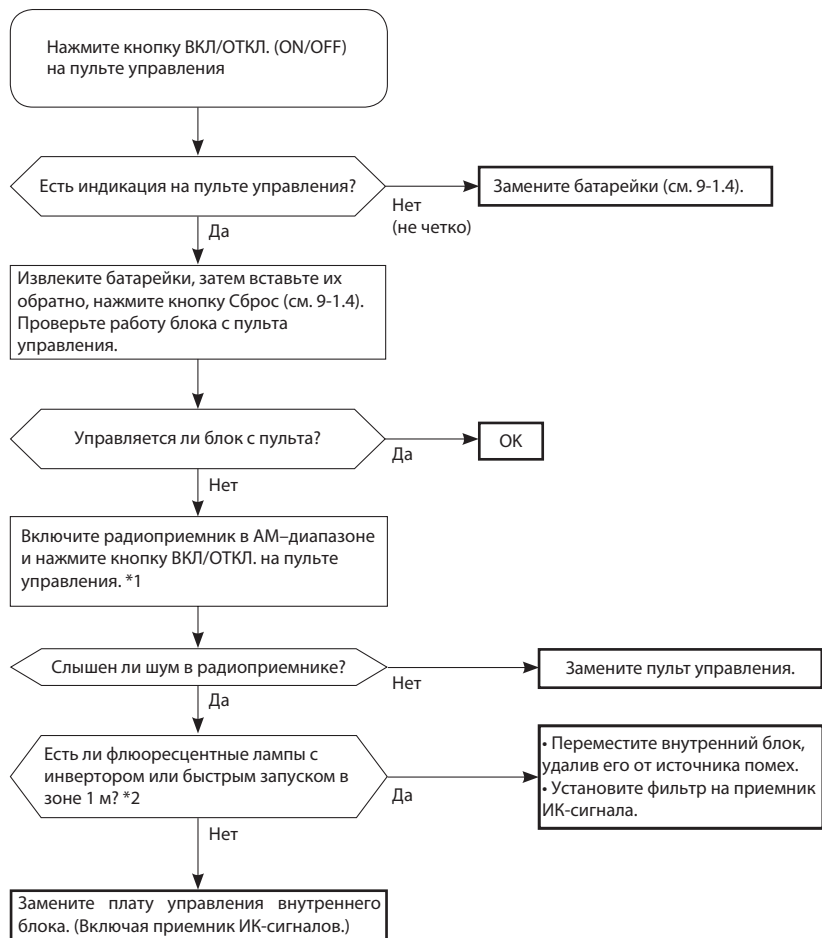 Нажмите кнопку ВКЛ/ОТКЛ. (ON/OFF)
на пульте управления
Есть индикация на пульте управления?
Нет
(не четко)
Замените батарейки (см. 9-1.4).
Да
Извлеките батарейки, затем вставьте их
обратно, нажмите кнопку Сброс (см. 9-1.4).
Проверьте работу блока с пульта
управления.
Управляется ли блок с пульта?
Да
OK
Нет
Включите радиоприемник в АМ–диапазоне
и нажмите кнопку ВКЛ/ОТКЛ. на пульте
управления. *1
Слышен ли шум в радиоприемнике?
Нет
Замените пульт управления.
Да
Есть ли флюоресцентные лампы с
инвертором или быстрым запуском в
зоне 1 м? *2
Да
• Переместите внутренний блок,
удалив его от источника помех.
• Установите фильтр на приемник
ИК-сигнала.
Нет
Замените плату управления внутреннего
блока. (Включая приемник ИК-сигналов.)